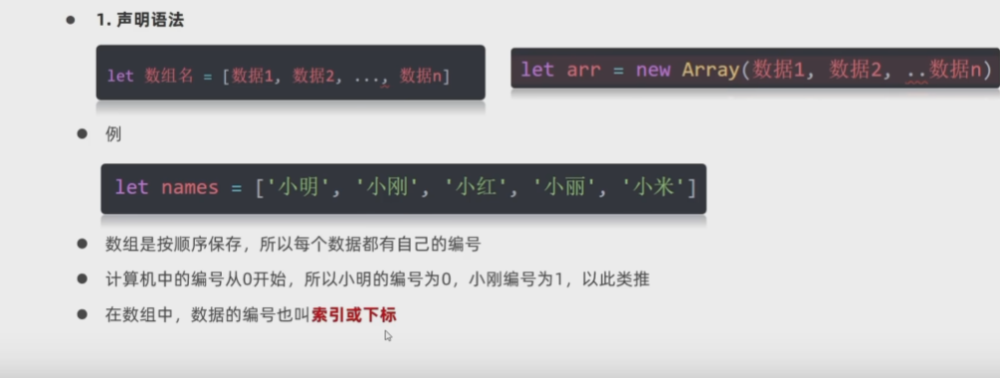 1. 声明语法
let 数组名 = [数据1, 数据2, ..., 数据n]
let arr = new Array(数据1, 数据2, ..数据n)
例
let names = ['小明', '小刚', '小红', '小丽', '小米']
数组是按顺序保存，所以每个数据都有自己的编号
计算机中的编号从0开始，所以小明的编号为0，小刚编号为1，以此类推
在数组中，数据的编号也叫索引或下标